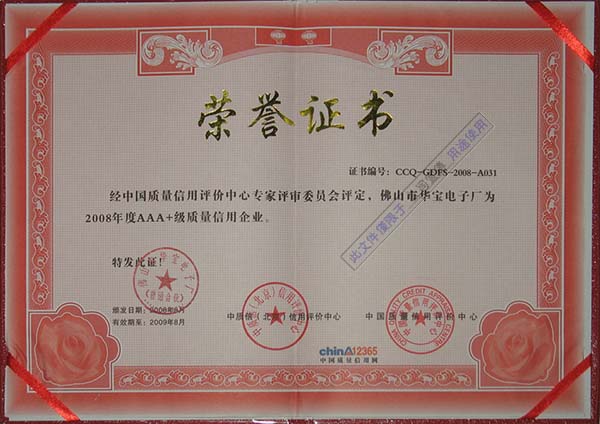 荣誉证书
证书编号：CCQ-GDFS-2008-A031
经中国质量信用评价中心专家评审委员会评定，佛山市华宝电子厂为
2008年度AAA+级质量信用企业。
特发此证！
颁发日期：2008年8月
有效期至：2009年8月
中质信（北京）信用评价中心
中国质量信用评价中心
chinA12365
中国质量信用网
此文件仅限于
用途使用
CHINA QUALITY CREDIT APPRAISE CENTRE